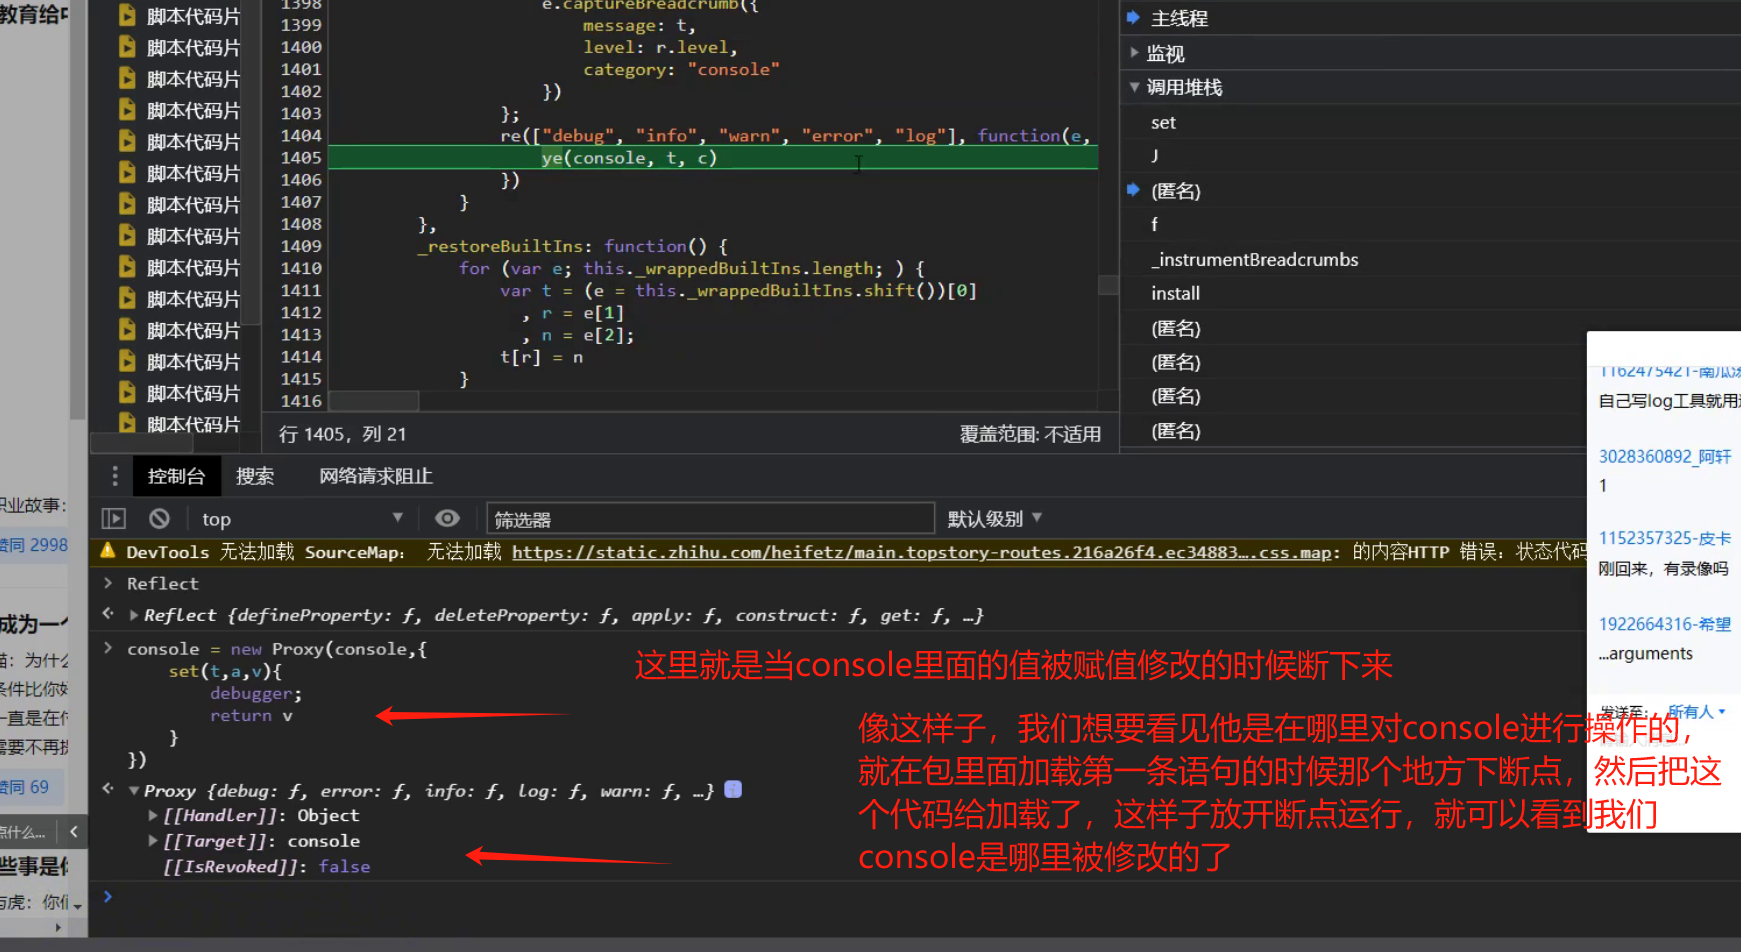 教育给
职业故事:
赞同 2998
成为一个
猫: 为什么
条件比你好
一直是在付
需要不再提
赞同 69
点什么...
些事是你
与虎: 你们
脚本代码片
脚本代码片
脚本代码片
脚本代码片
脚本代码片
脚本代码片
脚本代码片
脚本代码片
脚本代码片
脚本代码片
脚本代码片
脚本代码片
脚本代码片
脚本代码片
1398 e.captureBreadcrumb({
1399 message: t,
1400 level: r.level,
1401 category: "console"
1402 })
1403 };
1404 re(["debug", "info", "warn", "error", "log"], function(e,
1405 ye(console, t, c)
1406 })
1407 }
1408 },
1409 _restoreBuiltIns: function() {
1410 for (var e; this._wrappedBuiltIns.length; ) {
1411 var t = (e = this._wrappedBuiltIns.shift())[0]
1412 , r = e[1]
1413 , n = e[2];
1414 t[r] = n
1415 }
1416
行 1405，列 21
覆盖范围: 不适用
主线程
监视
调用堆栈
set
J
(匿名)
f
_instrumentBreadcrumbs
install
(匿名)
(匿名)
(匿名)
(匿名)
控制台 搜索 网络请求阻止
top
筛选器
默认级别
DevTools 无法加载 SourceMap： 无法加载 https://static.zhihu.com/heifetz/main.topstory-routes.216a26f4.ec34883….css.map: 的内容HTTP 错误: 状态代码
Reflect
Reflect {defineProperty: ƒ, deleteProperty: ƒ, apply: ƒ, construct: ƒ, get: ƒ, …}
console = new Proxy(console,{
set(t,a,v){
debugger;
return v
}
})
Proxy {debug: ƒ, error: ƒ, info: ƒ, log: ƒ, warn: ƒ, …}
[[Handler]]: Object
[[Target]]: console
[[IsRevoked]]: false
这里就是当console里面的值被赋值修改的时候断下来
像这样子，我们想要看见他是在哪里对console进行操作的，
就在包里面加载第一条语句的时候那个地方下断点，然后把这
个代码给加载了，这样子放开断点运行，就可以看到我们
console是哪里被修改的了
1162475421-南瓜汤
自己写log工具就用
3028360892_阿轩
1
1152357325-皮卡
刚回来，有录像吗
1922664316-希望
...arguments
发送至: 所有人